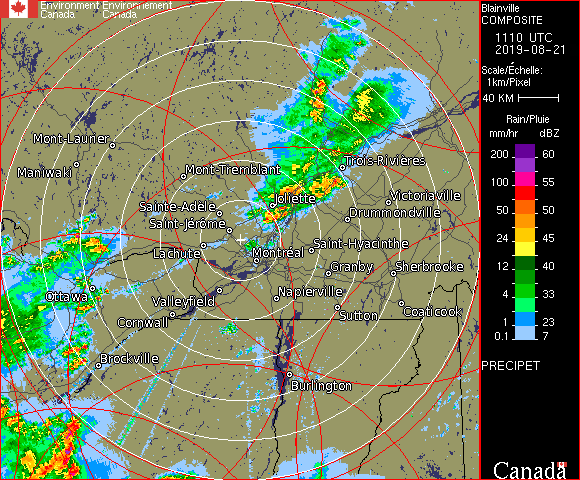 Environment Environnement
Canada Canada
Blainville
COMPOSITE
1110 UTC
2019-08-21
Scale/Échelle:
1km/Pixel
40 KM
Rain/Pluie
mm/hr dBZ
200 60
100 55
50 50
24 45
12 40
4 33
1 23
0.1 7
PRECIPET
Canada
Mont-Laurier
Maniwaki
Mont-Tremblant
Trois-Rivières
Sainte-Adèle
Joliette
Victoriaville
Drummondville
Saint-Jérôme
Lachute
Montréal
Saint-Hyacinthe
Granby
Sherbrooke
Ottawa
Valleyfield
Napierville
Cornwall
Sutton
Coaticook
Brockville
Burlington